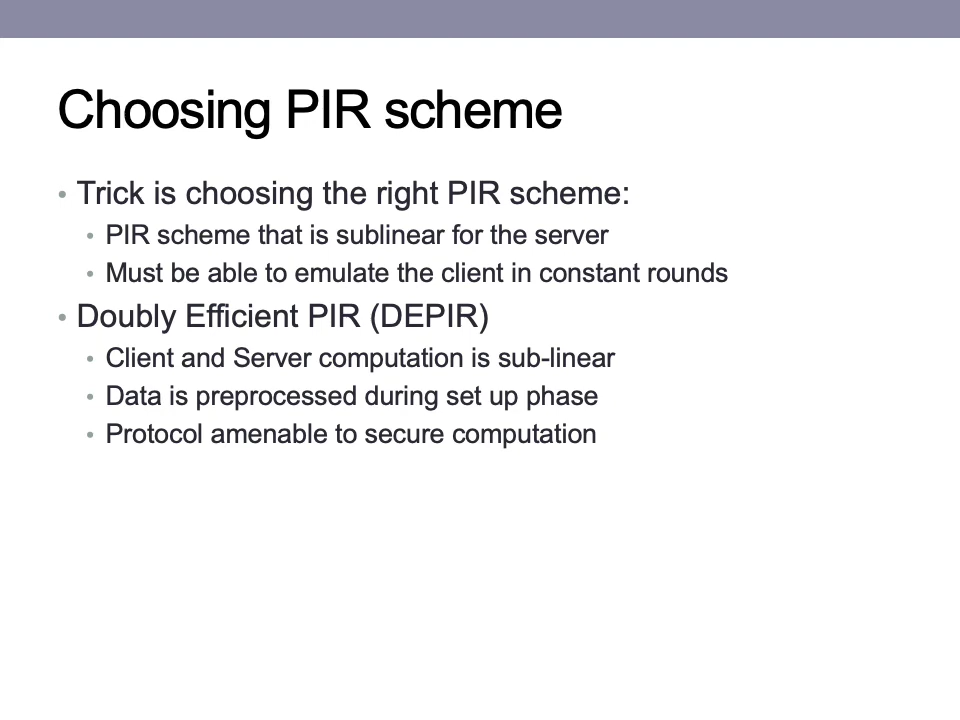 Choosing PIR scheme
• Trick is choosing the right PIR scheme:
• PIR scheme that is sublinear for the server
• Must be able to emulate the client in constant rounds
• Doubly Efficient PIR (DEPIR)
• Client and Server computation is sub-linear
• Data is preprocessed during set up phase
• Protocol amenable to secure computation